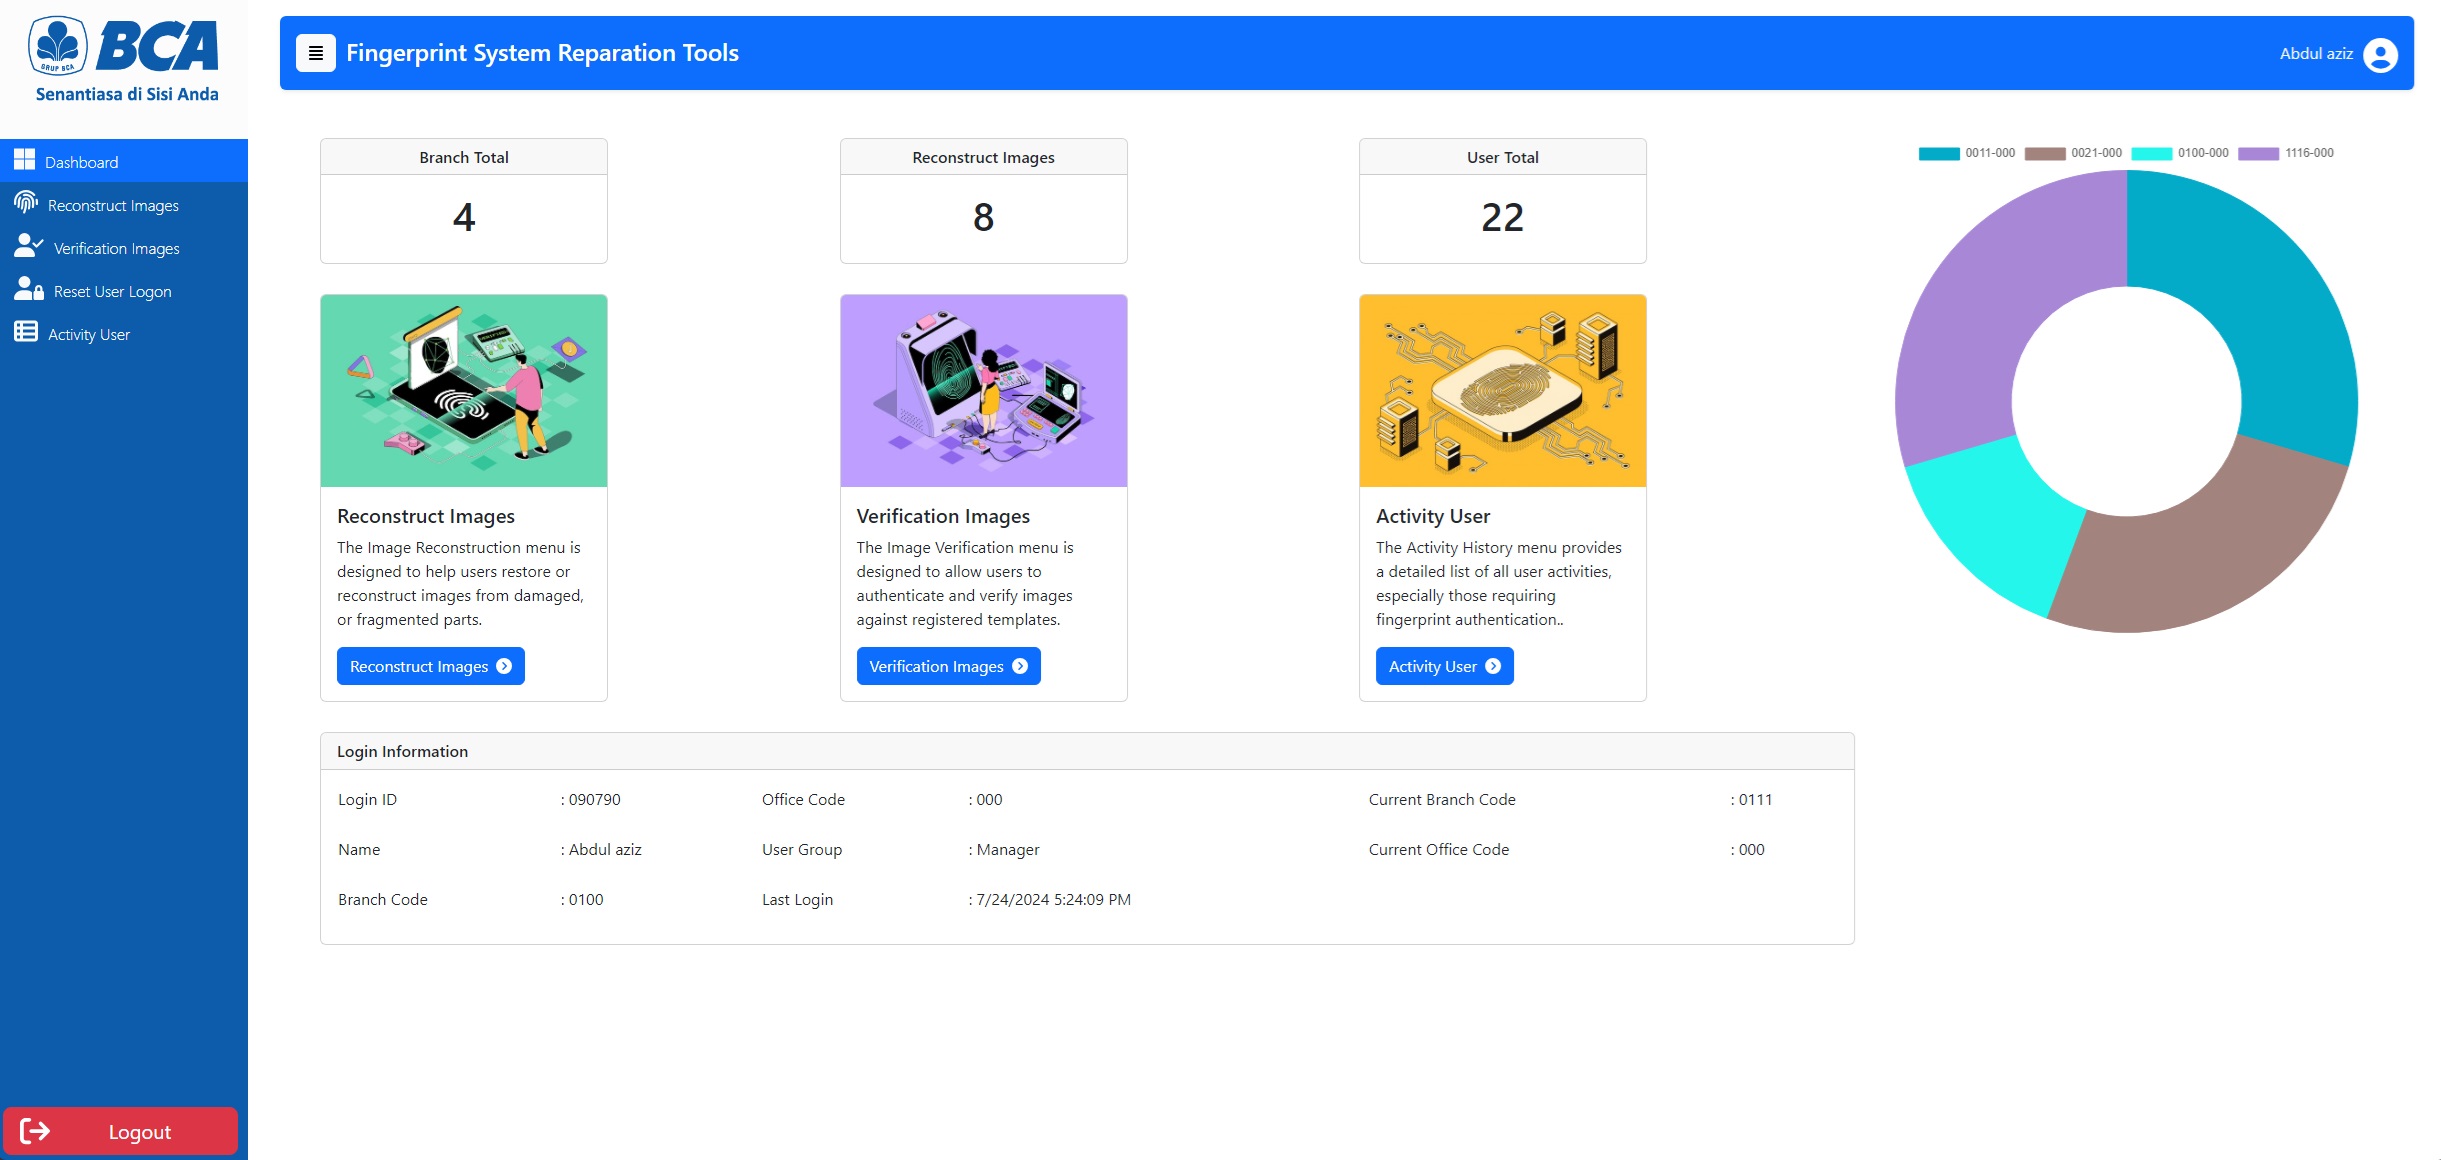 GRUP BCA
BCA
Senantiasa di Sisi Anda
Dashboard
Reconstruct Images
Verification Images
Reset User Logon
Activity User
Logout
Fingerprint System Reparation Tools
Abdul aziz
Branch Total
4
Reconstruct Images
8
User Total
22
0011-000 0021-000 0100-000 1116-000
Reconstruct Images
The Image Reconstruction menu is
designed to help users restore or
reconstruct images from damaged,
or fragmented parts.
Reconstruct Images
Verification Images
The Image Verification menu is
designed to allow users to
authenticate and verify images
against registered templates.
Verification Images
Activity User
The Activity History menu provides
a detailed list of all user activities,
especially those requiring
fingerprint authentication..
Activity User
Login Information
Login ID : 090790 Office Code : 000 Current Branch Code : 0111
Name : Abdul aziz User Group : Manager Current Office Code : 000
Branch Code : 0100 Last Login : 7/24/2024 5:24:09 PM